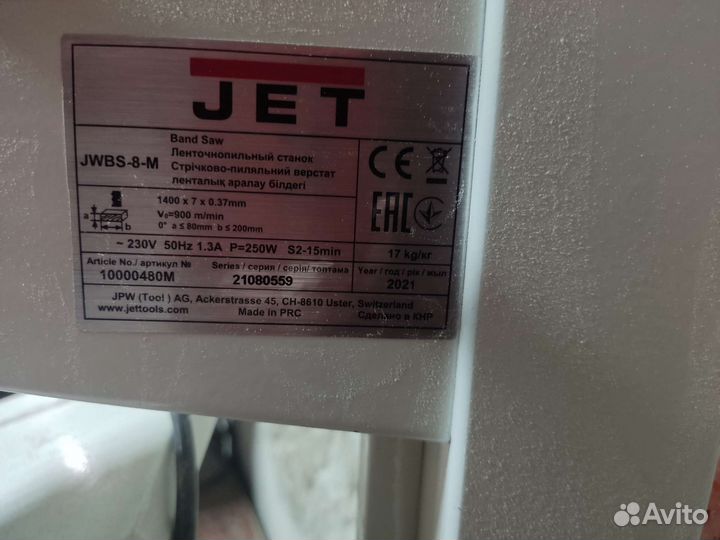 JET
JWBS-8-M
Band Saw
Ленточнопильный станок
Стрічково-пиляльний верстат
ленталық аралау білдегі
CE
EAC
1400 x 7 x 0.37mm
V₀=900 m/min
0° a ≤ 80mm b ≤ 200mm
a
b
~ 230V 50Hz 1.3A P=250W S2-15min
17 kg/кг
Article No./ артикул №
10000480M
Series / серия / серія/ топтама
21080559
Year / год / рік / жыл
2021
JPW (Tool ) AG, Ackerstrasse 45, CH-8610 Uster, Switzerland
www.jettools.com
Made in PRC
Сделано в КНР
Avito